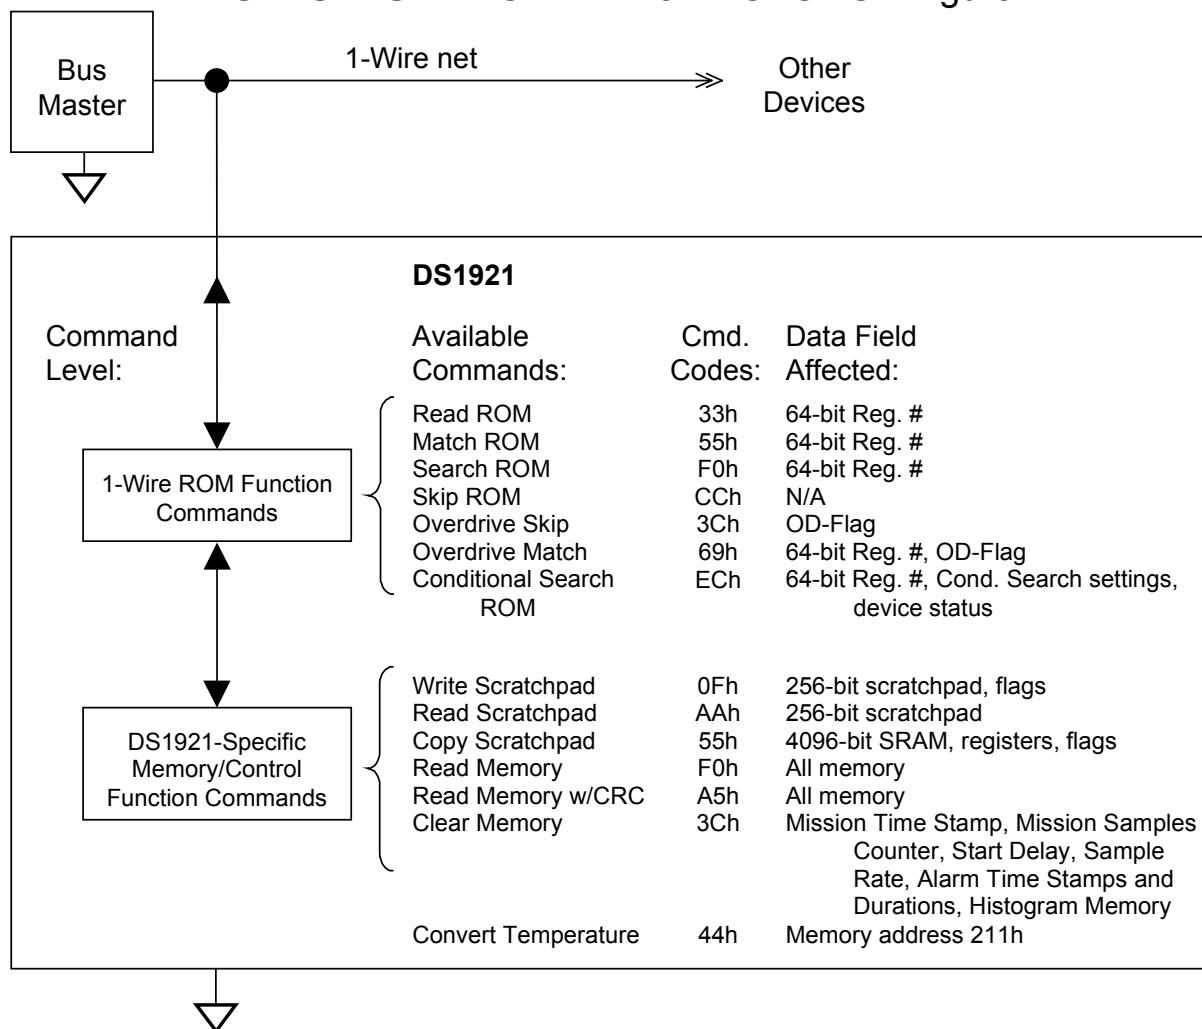 Bus
Master
1-Wire net
Other
Devices
DS1921
Command
Level:
Available
Commands:
Cmd.
Codes:
Data Field
Affected:
1-Wire ROM Function
Commands
Read ROM 33h 64-bit Reg. #
Match ROM 55h 64-bit Reg. #
Search ROM F0h 64-bit Reg. #
Skip ROM CCh N/A
Overdrive Skip 3Ch OD-Flag
Overdrive Match 69h 64-bit Reg. #, OD-Flag
Conditional Search ECh 64-bit Reg. #, Cond. Search settings,
ROM device status
DS1921-Specific
Memory/Control
Function Commands
Write Scratchpad 0Fh 256-bit scratchpad, flags
Read Scratchpad AAh 256-bit scratchpad
Copy Scratchpad 55h 4096-bit SRAM, registers, flags
Read Memory F0h All memory
Read Memory w/CRC A5h All memory
Clear Memory 3Ch Mission Time Stamp, Mission Samples
Counter, Start Delay, Sample
Rate, Alarm Time Stamps and
Durations, Histogram Memory
Convert Temperature 44h Memory address 211h